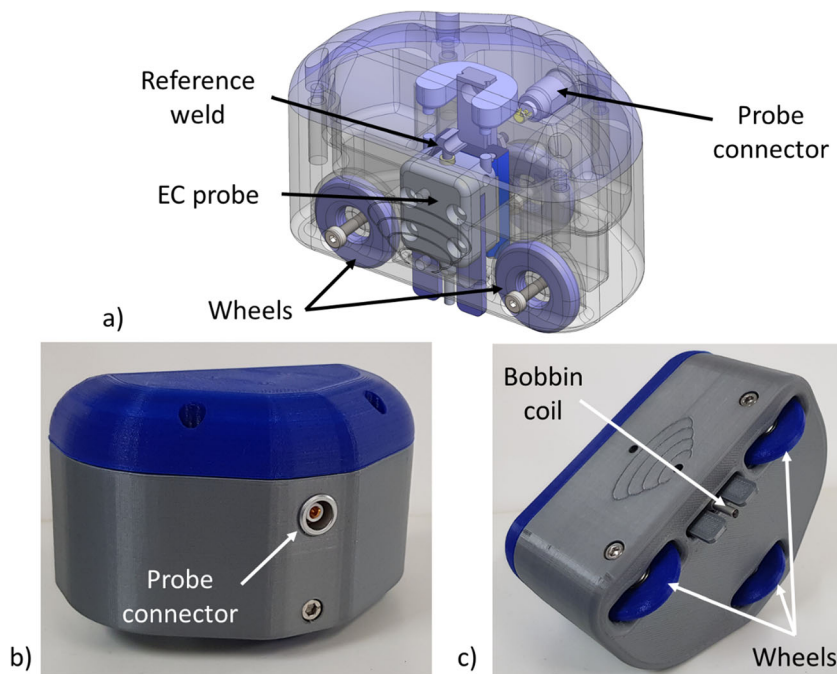 Reference
weld
Probe
connector
EC probe
Wheels
a)
Bobbin
coil
Probe
connector
b)
c)
Wheels